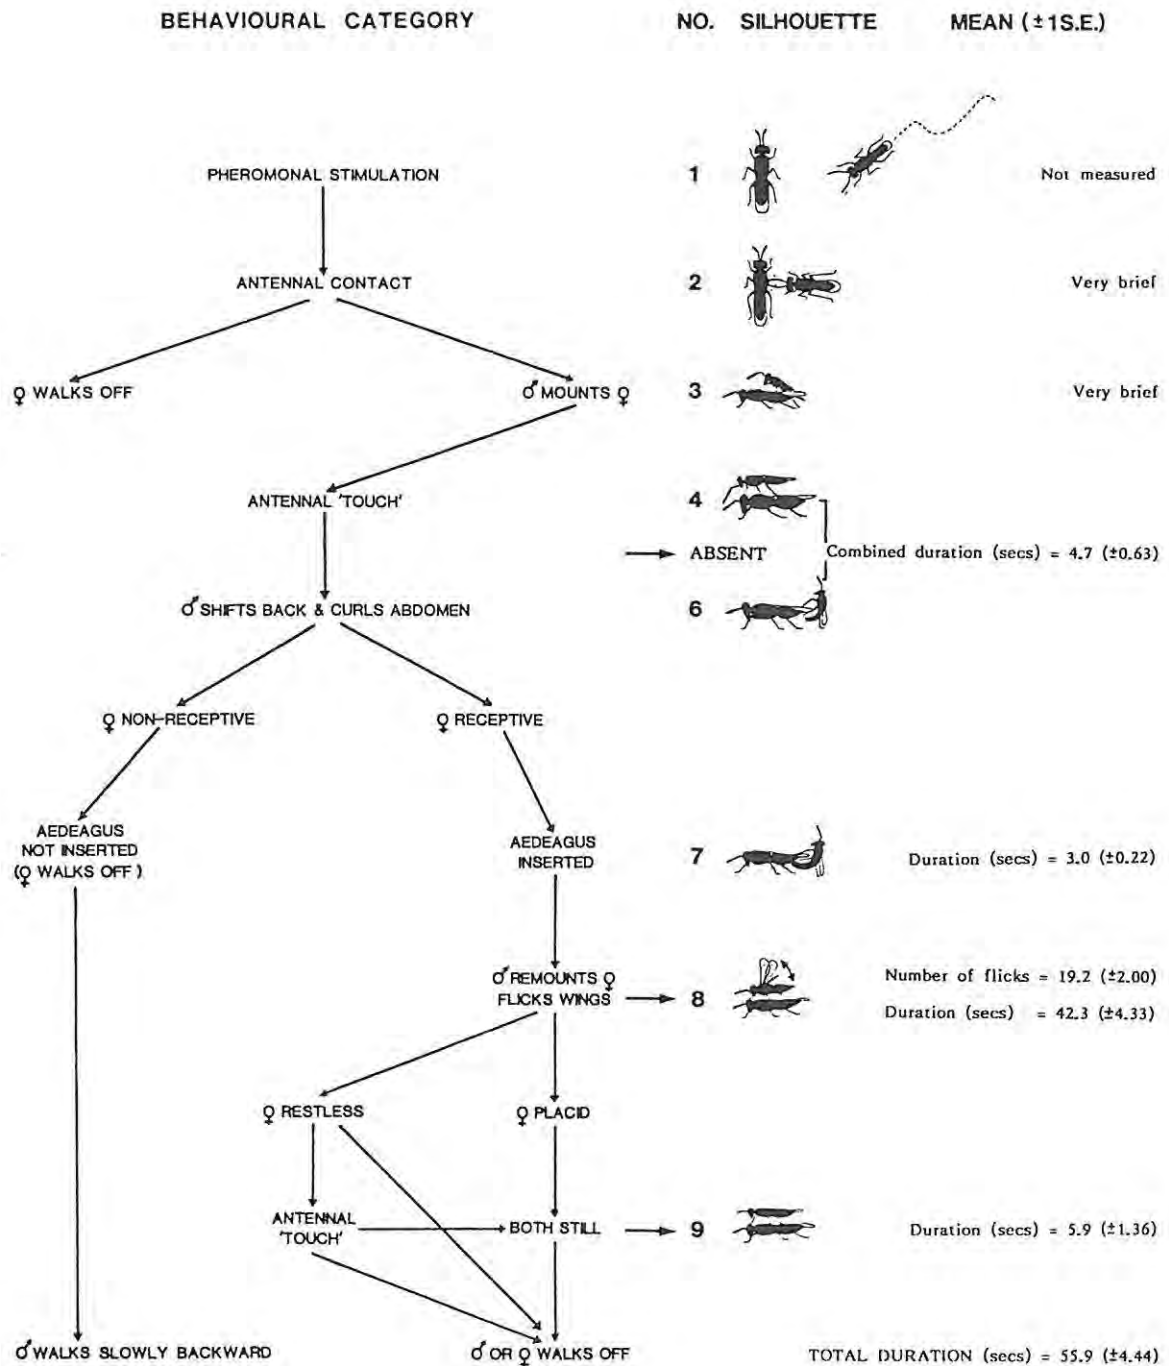 BEHAVIOURAL CATEGORY NO. SILHOUETTE MEAN (±1S.E.)
PHEROMONAL STIMULATION 1 Not measured
ANTENNAL CONTACT 2 Very brief
♀ WALKS OFF ♂ MOUNTS ♀ 3 Very brief
ANTENNAL 'TOUCH' 4
ABSENT Combined duration (secs) = 4.7 (±0.63)
♂ SHIFTS BACK & CURLS ABDOMEN 6
♀ NON-RECEPTIVE ♀ RECEPTIVE
AEDEAGUS
NOT INSERTED
(♀ WALKS OFF)
AEDEAGUS
INSERTED
7 Duration (secs) = 3.0 (±0.22)
♂ REMOUNTS ♀
FLICKS WINGS
8
Number of flicks = 19.2 (±2.00)
Duration (secs) = 42.3 (±4.33)
♀ RESTLESS ♀ PLACID
ANTENNAL
'TOUCH'
BOTH STILL 9 Duration (secs) = 5.9 (±1.36)
♂ WALKS SLOWLY BACKWARD ♂ OR ♀ WALKS OFF TOTAL DURATION (secs) = 55.9 (±4.44)